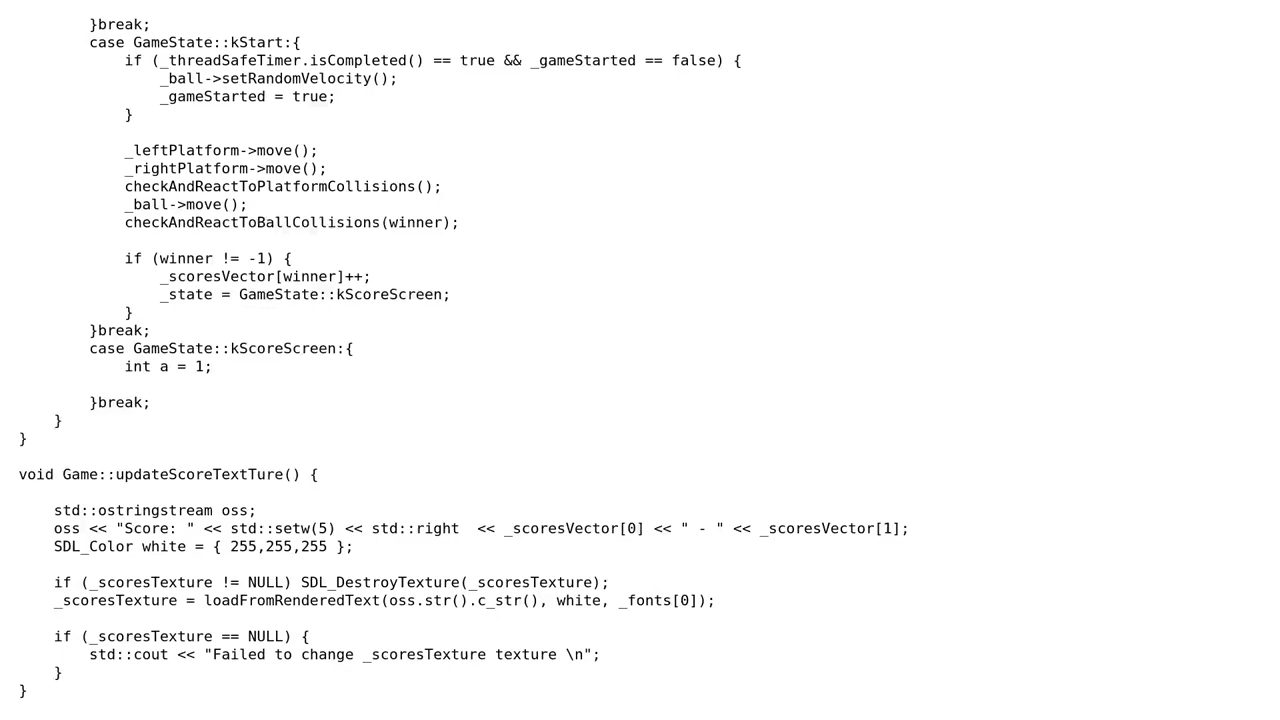 }break;
        case GameState::kStart:{
            if (_threadSafeTimer.isCompleted() == true && _gameStarted == false) {
                _ball->setRandomVelocity();
                _gameStarted = true;
            }

            _leftPlatform->move();
            _rightPlatform->move();
            checkAndReactToPlatformCollisions();
            _ball->move();
            checkAndReactToBallCollisions(winner);

            if (winner != -1) {
                _scoresVector[winner]++;
                _state = GameState::kScoreScreen;
            }
        }break;
        case GameState::kScoreScreen:{
            int a = 1;

        }break;
    }
}

void Game::updateScoreTextTure() {

    std::ostringstream oss;
    oss << "Score: " << std::setw(5) << std::right  << _scoresVector[0] << " - " << _scoresVector[1];
    SDL_Color white = { 255,255,255 };

    if (_scoresTexture != NULL) SDL_DestroyTexture(_scoresTexture);
    _scoresTexture = loadFromRenderedText(oss.str().c_str(), white, _fonts[0]);

    if (_scoresTexture == NULL) {
        std::cout << "Failed to change _scoresTexture texture \n";
    }
}